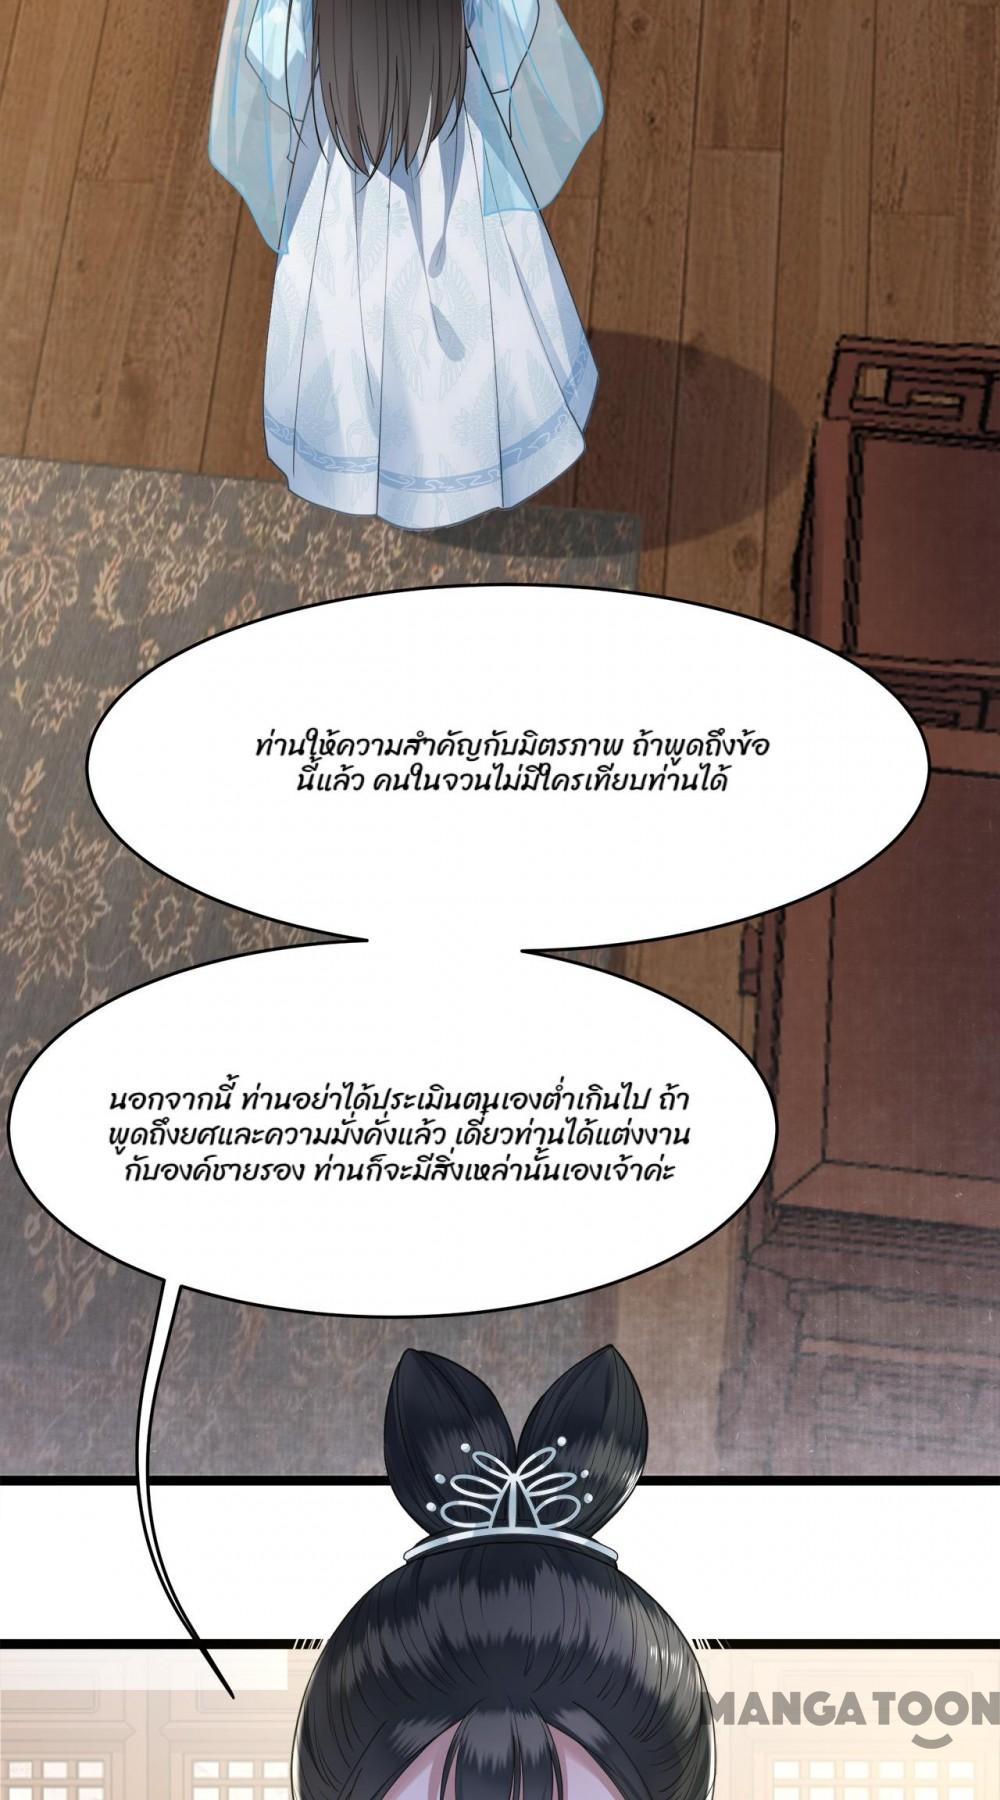 ท่านให้ความสำคัญกับมิตรภาพ ถ้าพูดถึงข้อ
นี้แล้ว คนในจวนไม่มีใครเทียบท่านได้
นอกจากนี้ ท่านอย่าได้ประเมินตนเองต่ำเกินไป ถ้า
พูดถึงยศและความมั่งคั่งแล้ว เดี๋ยวท่านได้แต่งงาน
กับองค์ชายรอง ท่านก็จะมีสิ่งเหล่านั้นเองเจ้าค่ะ
MANGATOON